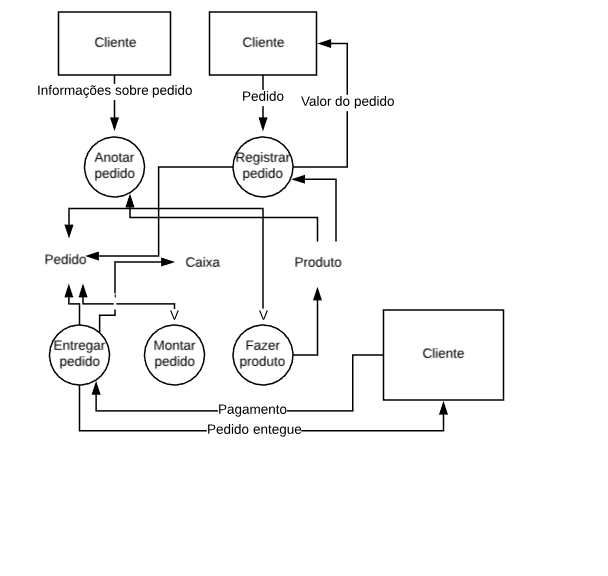 Cliente
Cliente
Informações sobre pedido
Pedido
Valor do pedido
Anotar
pedido
Registrar
pedido
Pedido
Caixa
Produto
Entregar
pedido
Montar
pedido
Fazer
produto
Cliente
Pagamento
Pedido entegue